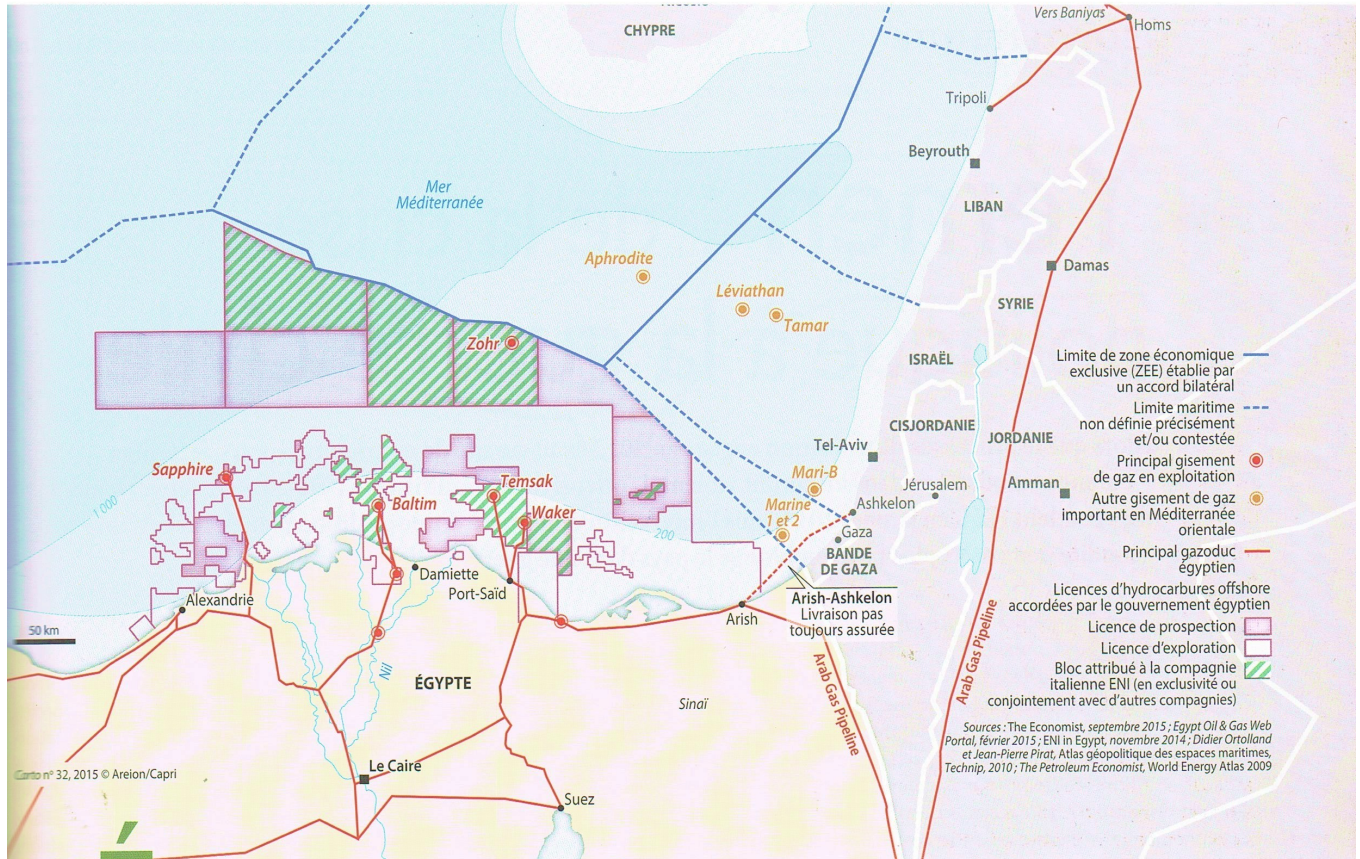 CHYPRE
Vers Baniyas
Homs
Tripoli
Beyrouth
LIBAN
Mer
Méditerranée
Damas
SYRIE
Aphrodite
Léviathan
Tamar
Zohr
ISRAËL
CISJORDANIE
JORDANIE
Tel-Aviv
Jérusalem
Amman
Sapphire
Baltim
Temsak
Waker
Mari-B
Marine
1 et 2
Ashkelon
Gaza
BANDE
DE GAZA
1 000
200
Alexandrie
Damiette
Port-Saïd
Arish
Arish-Ashkelon
Livraison pas
toujours assurée
50 km
Nil
ÉGYPTE
Sinaï
Arab Gas Pipeline
Arab Gas Pipeline
Le Caire
Suez
Carto n° 32, 2015 © Areion/Capri
É
Limite de zone économique
exclusive (ZEE) établie par
un accord bilatéral
Limite maritime
non définie précisément
et/ou contestée
Principal gisement
de gaz en exploitation
Autre gisement de gaz
important en Méditerranée
orientale
Principal gazoduc
égyptien
Licences d'hydrocarbures offshore
accordées par le gouvernement égyptien
Licence de prospection
Licence d'exploration
Bloc attribué à la compagnie
italienne ENI (en exclusivité ou
conjointement avec d'autres compagnies)
Sources : The Economist, septembre 2015 ; Egypt Oil & Gas Web
Portal, février 2015 ; ENI in Egypt, novembre 2014 ; Didier Ortolland
et Jean-Pierre Pirat, Atlas géopolitique des espaces maritimes,
Technip, 2010 ; The Petroleum Economist, World Energy Atlas 2009